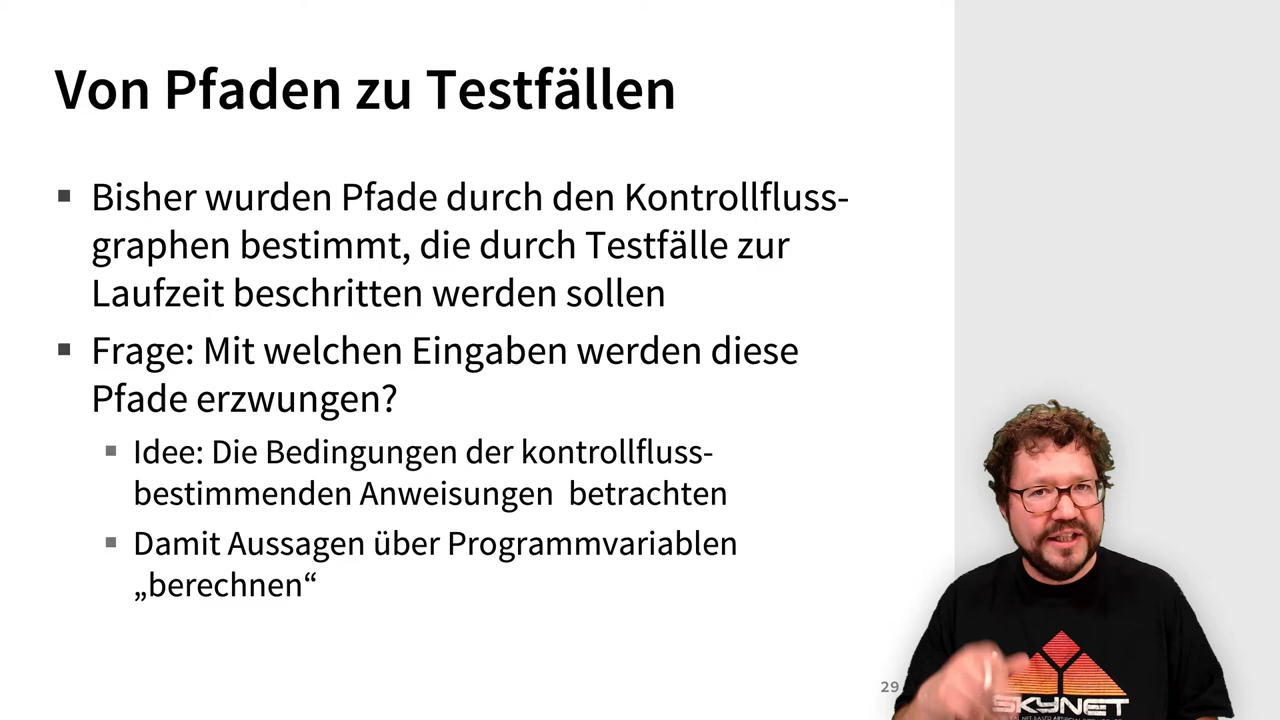 Von Pfaden zu Testfällen
▪ Bisher wurden Pfade durch den Kontrollfluss-
graphen bestimmt, die durch Testfälle zur
Laufzeit beschritten werden sollen
▪ Frage: Mit welchen Eingaben werden diese
Pfade erzwungen?
▪ Idee: Die Bedingungen der kontrollfluss-
bestimmenden Anweisungen betrachten
▪ Damit Aussagen über Programmvariablen
„berechnen“
29
SKYNET